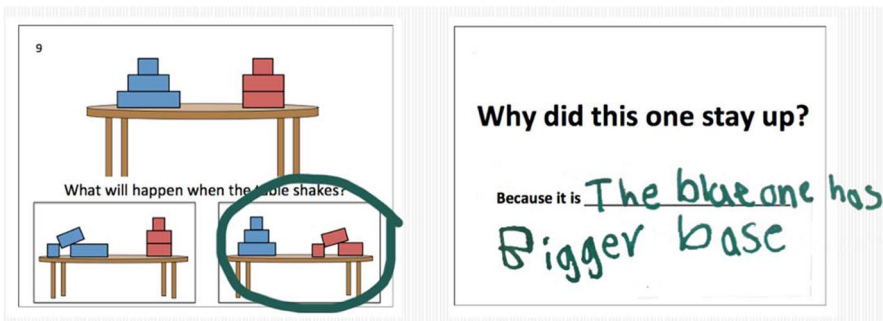 9
What will happen when the table shakes?
Why did this one stay up?
Because it is The blue one has
Bigger base